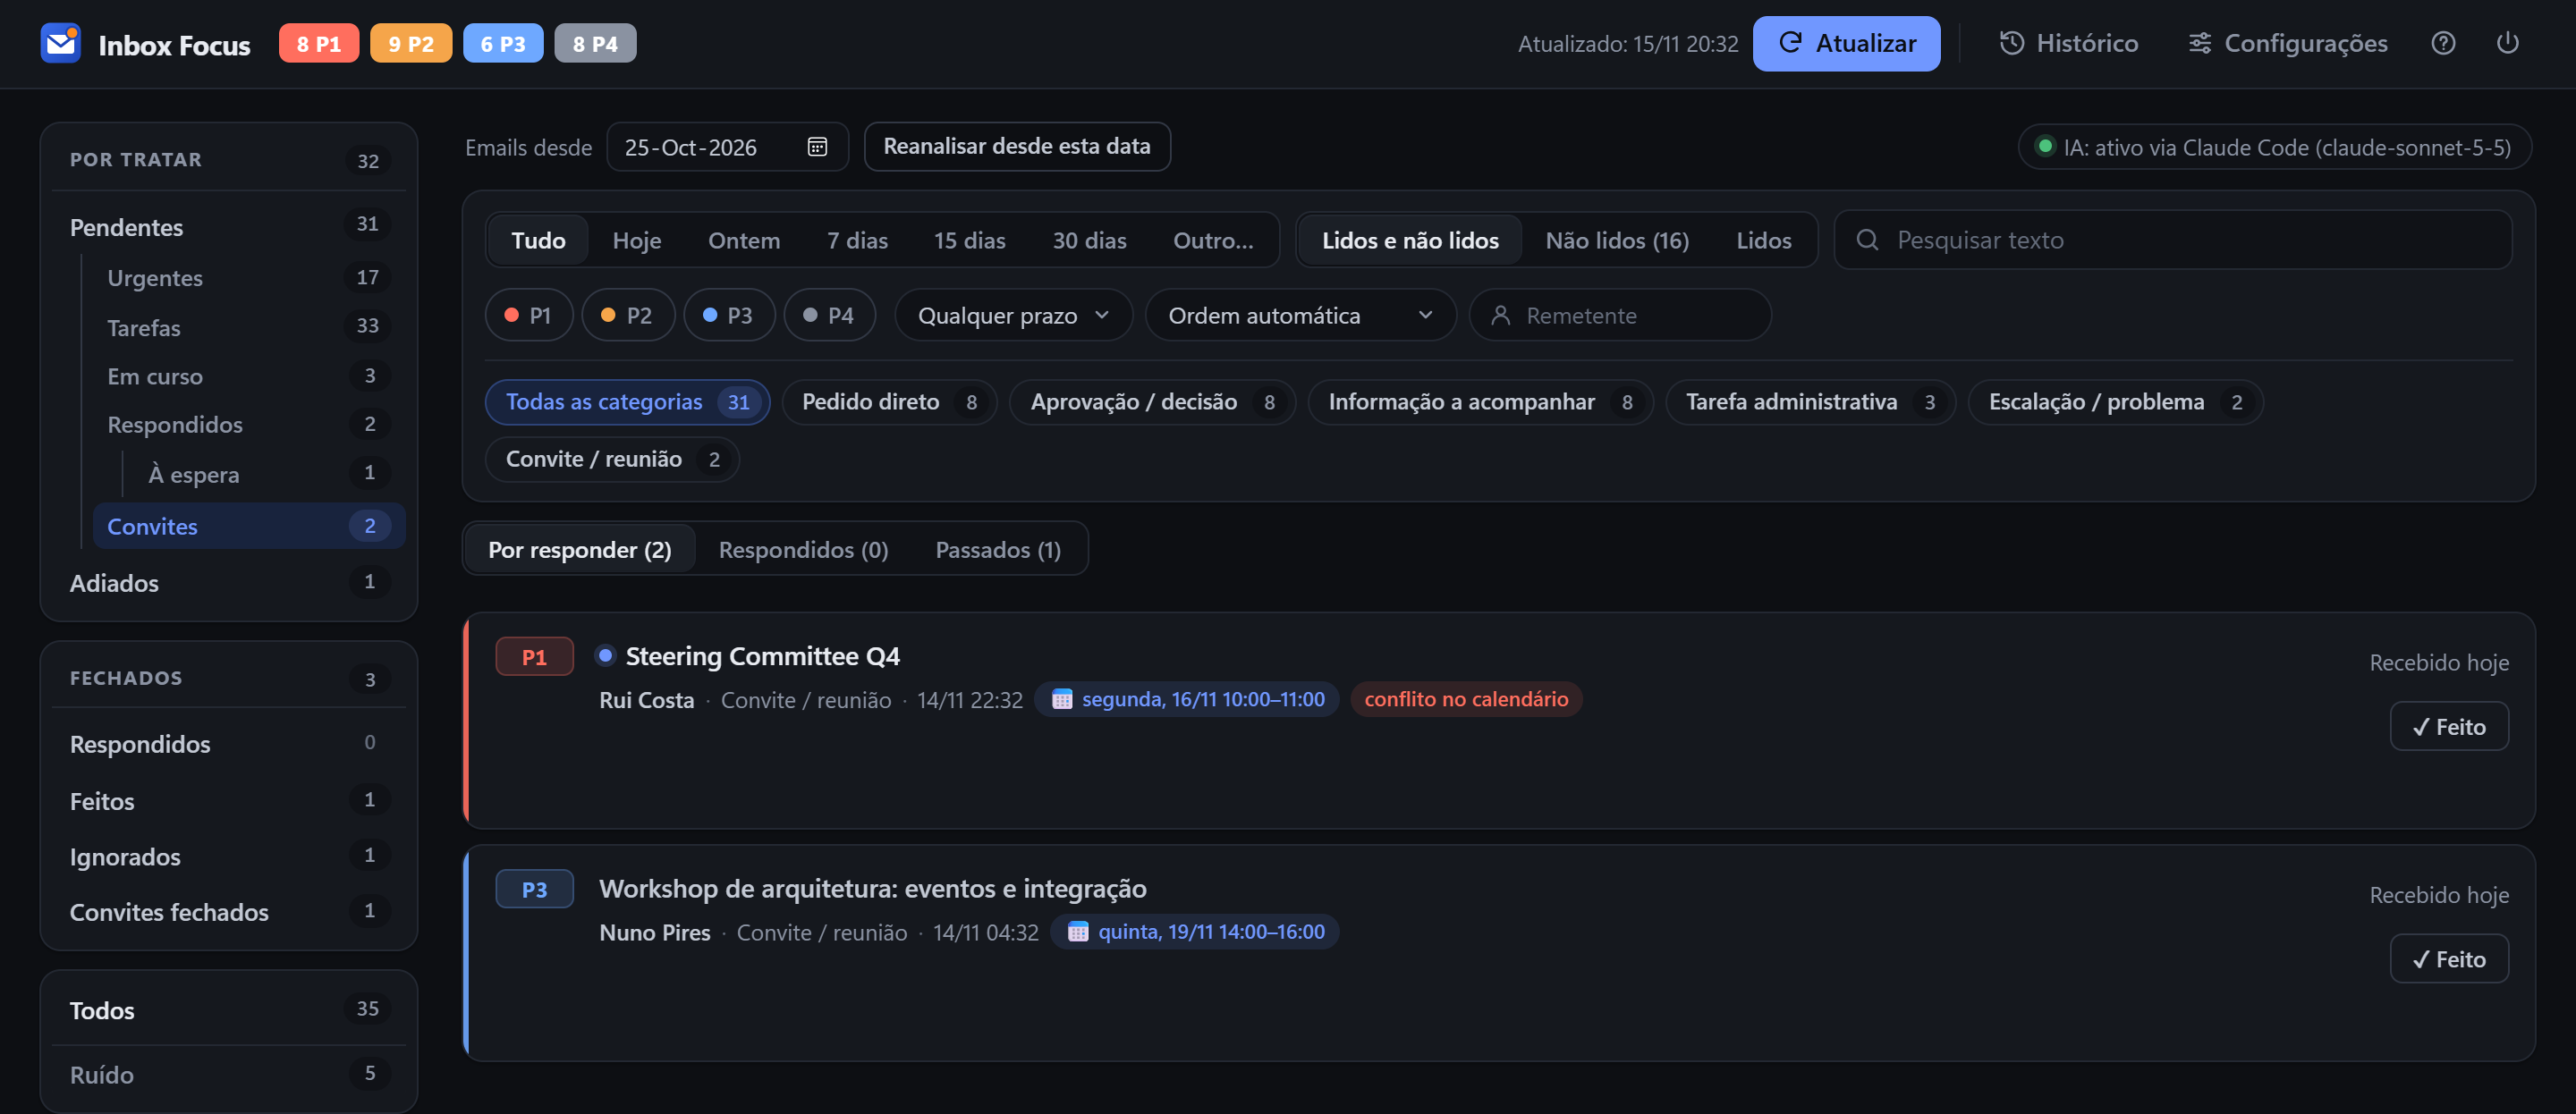 Inbox Focus 8 P1 9 P2 6 P3 8 P4 Atualizado: 15/11 20:32 Atualizar Histórico Configurações
POR TRATAR 32
Pendentes 31
Urgentes 17
Tarefas 33
Em curso 3
Respondidos 2
À espera 1
Convites 2
Adiados 1
FECHADOS 3
Respondidos 0
Feitos 1
Ignorados 1
Convites fechados 1
Todos 35
Ruído 5
Emails desde 25-Oct-2026 Reanalisar desde esta data IA: ativo via Claude Code (claude-sonnet-5-5)
Tudo Hoje Ontem 7 dias 15 dias 30 dias Outro... Lidos e não lidos Não lidos (16) Lidos Pesquisar texto
P1 P2 P3 P4 Qualquer prazo Ordem automática Remetente
Todas as categorias 31 Pedido direto 8 Aprovação / decisão 8 Informação a acompanhar 8 Tarefa administrativa 3 Escalação / problema 2
Convite / reunião 2
Por responder (2) Respondidos (0) Passados (1)
P1 Steering Committee Q4 Recebido hoje
Rui Costa · Convite / reunião · 14/11 22:32 segunda, 16/11 10:00–11:00 conflito no calendário
✓ Feito
P3 Workshop de arquitetura: eventos e integração Recebido hoje
Nuno Pires · Convite / reunião · 14/11 04:32 quinta, 19/11 14:00–16:00
✓ Feito